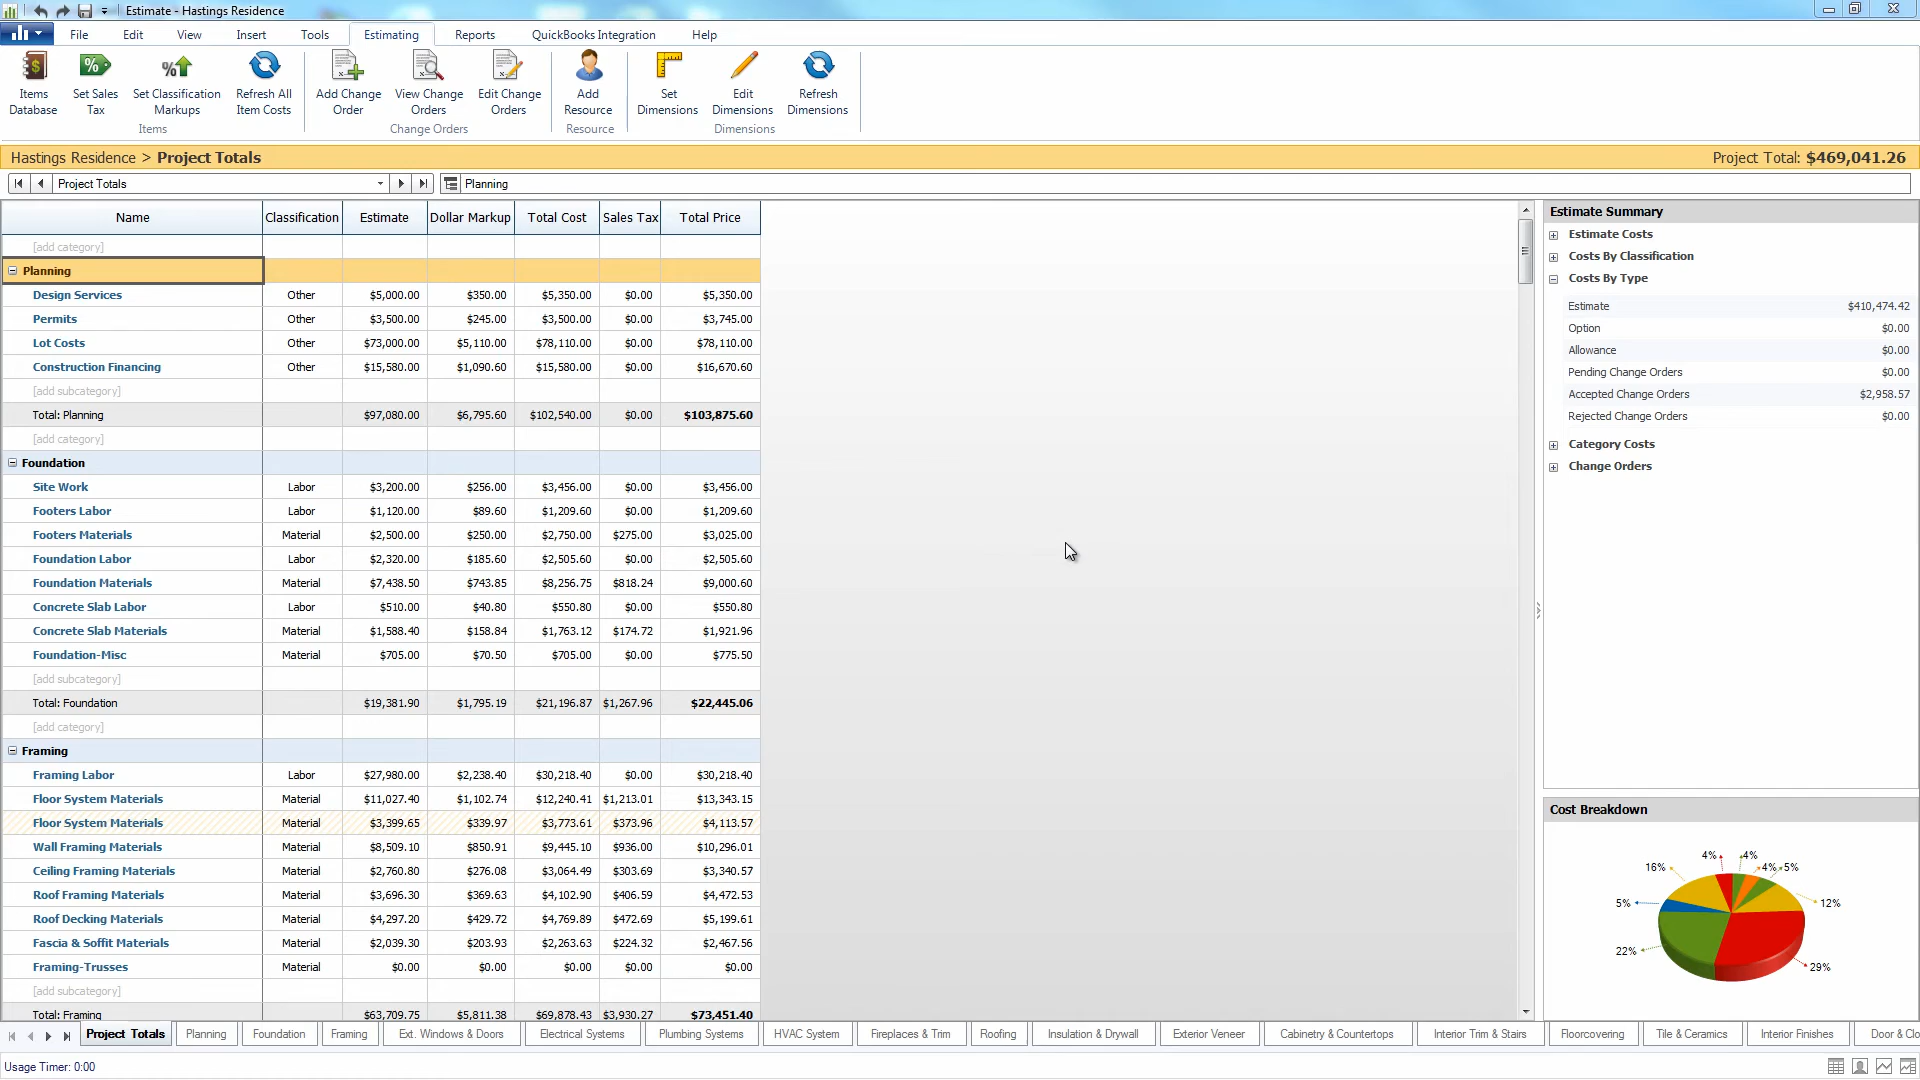 Estimate - Hastings Residence
File Edit View Insert Tools Estimating Reports QuickBooks Integration Help
Items Database
Set Sales Tax
Set Classification Markups
Refresh All Item Costs
Items
Add Change Order
View Change Orders
Edit Change Orders
Change Orders
Add Resource
Resource
Set Dimensions
Edit Dimensions
Refresh Dimensions
Dimensions
Hastings Residence > Project Totals
Project Total: $469,041.26
Project Totals
Planning
Name Classification Estimate Dollar Markup Total Cost Sales Tax Total Price
[add category]
Planning
Design Services Other $5,000.00 $350.00 $5,350.00 $0.00 $5,350.00
Permits Other $3,500.00 $245.00 $3,500.00 $0.00 $3,745.00
Lot Costs Other $73,000.00 $5,110.00 $78,110.00 $0.00 $78,110.00
Construction Financing Other $15,580.00 $1,090.60 $15,580.00 $0.00 $16,670.60
[add subcategory]
Total: Planning $97,080.00 $6,795.60 $102,540.00 $0.00 $103,875.60
[add category]
Foundation
Site Work Labor $3,200.00 $256.00 $3,456.00 $0.00 $3,456.00
Footers Labor Labor $1,120.00 $89.60 $1,209.60 $0.00 $1,209.60
Footers Materials Material $2,500.00 $250.00 $2,750.00 $275.00 $3,025.00
Foundation Labor Labor $2,320.00 $185.60 $2,505.60 $0.00 $2,505.60
Foundation Materials Material $7,438.50 $743.85 $8,256.75 $818.24 $9,000.60
Concrete Slab Labor Labor $510.00 $40.80 $550.80 $0.00 $550.80
Concrete Slab Materials Material $1,588.40 $158.84 $1,763.12 $174.72 $1,921.96
Foundation-Misc Material $705.00 $70.50 $705.00 $0.00 $775.50
[add subcategory]
Total: Foundation $19,381.90 $1,795.19 $21,196.87 $1,267.96 $22,445.06
[add category]
Framing
Framing Labor Labor $27,980.00 $2,238.40 $30,218.40 $0.00 $30,218.40
Floor System Materials Material $11,027.40 $1,102.74 $12,240.41 $1,213.01 $13,343.15
Floor System Materials Material $3,399.65 $339.97 $3,773.61 $373.96 $4,113.57
Wall Framing Materials Material $8,509.10 $850.91 $9,445.10 $936.00 $10,296.01
Ceiling Framing Materials Material $2,760.80 $276.08 $3,064.49 $303.69 $3,340.57
Roof Framing Materials Material $3,696.30 $369.63 $4,102.90 $406.59 $4,472.53
Roof Decking Materials Material $4,297.20 $429.72 $4,769.89 $472.69 $5,199.61
Fascia & Soffit Materials Material $2,039.30 $203.93 $2,263.63 $224.32 $2,467.56
Framing-Trusses Material $0.00 $0.00 $0.00 $0.00 $0.00
[add subcategory]
Total: Framing $63,709.75 $5,811.38 $69,878.43 $3,930.27 $73,451.40
Estimate Summary
Estimate Costs
Costs By Classification
Costs By Type
Estimate $410,474.42
Option $0.00
Allowance $0.00
Pending Change Orders $0.00
Accepted Change Orders $2,958.57
Rejected Change Orders $0.00
Category Costs
Change Orders
Cost Breakdown
4% 4%
16% 4% 5%
5% 12%
22%
29%
Project Totals Planning Foundation Framing Ext. Windows & Doors Electrical Systems Plumbing Systems HVAC System Fireplaces & Trim Roofing Insulation & Drywall Exterior Veneer Cabinetry & Countertops Interior Trim & Stairs Floorcovering Tile & Ceramics Interior Finishes Door & Clo
Usage Timer: 0:00